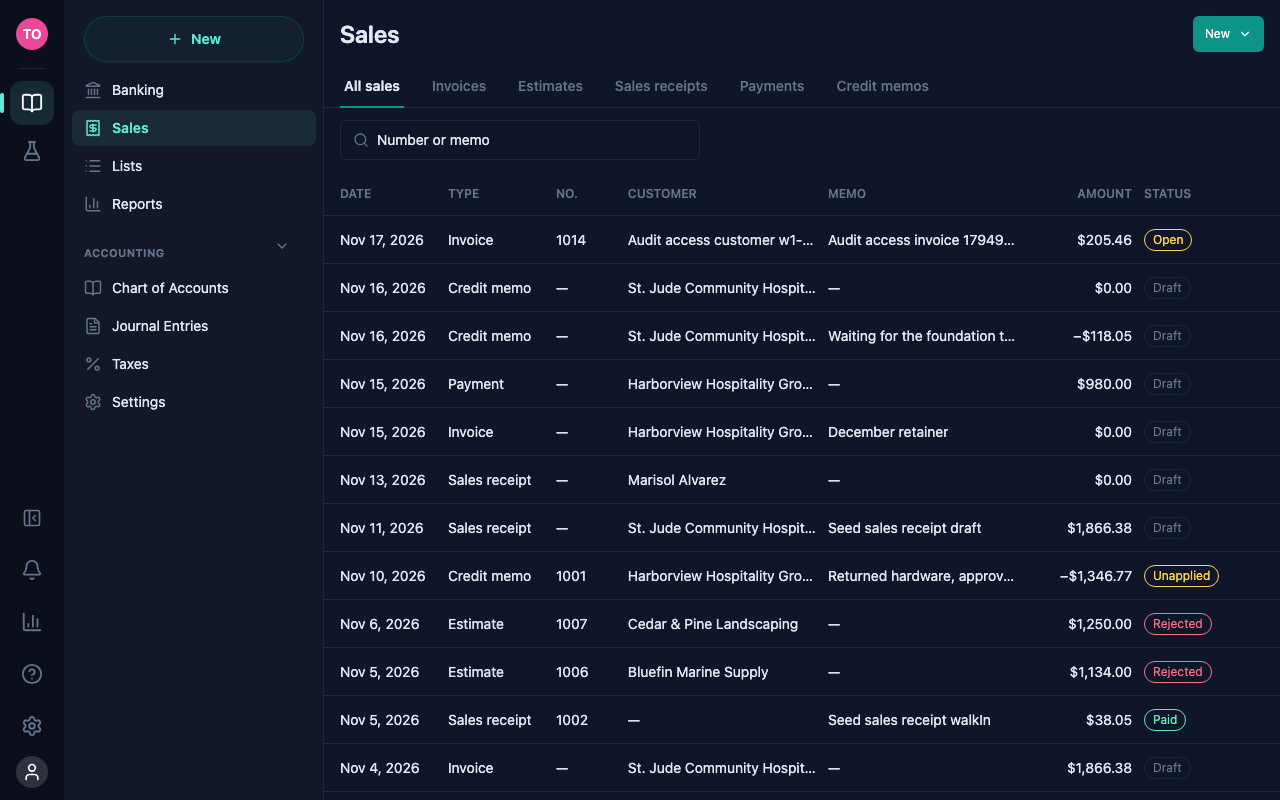 TO
New
Banking
Sales
Lists
Reports
ACCOUNTING
Chart of Accounts
Journal Entries
Taxes
Settings
Sales
New
All sales Invoices Estimates Sales receipts Payments Credit memos
Number or memo
DATE TYPE NO. CUSTOMER MEMO AMOUNT STATUS
Nov 17, 2026 Invoice 1014 Audit access customer w1-... Audit access invoice 17949... $205.46 Open
Nov 16, 2026 Credit memo — St. Jude Community Hospit... — $0.00 Draft
Nov 16, 2026 Credit memo — St. Jude Community Hospit... Waiting for the foundation t... −$118.05 Draft
Nov 15, 2026 Payment — Harborview Hospitality Gro... — $980.00 Draft
Nov 15, 2026 Invoice — Harborview Hospitality Gro... December retainer $0.00 Draft
Nov 13, 2026 Sales receipt — Marisol Alvarez — $0.00 Draft
Nov 11, 2026 Sales receipt — St. Jude Community Hospit... Seed sales receipt draft $1,866.38 Draft
Nov 10, 2026 Credit memo 1001 Harborview Hospitality Gro... Returned hardware, approv... −$1,346.77 Unapplied
Nov 6, 2026 Estimate 1007 Cedar & Pine Landscaping — $1,250.00 Rejected
Nov 5, 2026 Estimate 1006 Bluefin Marine Supply — $1,134.00 Rejected
Nov 5, 2026 Sales receipt 1002 — Seed sales receipt walkIn $38.05 Paid
Nov 4, 2026 Invoice — St. Jude Community Hospit... — $1,866.38 Draft